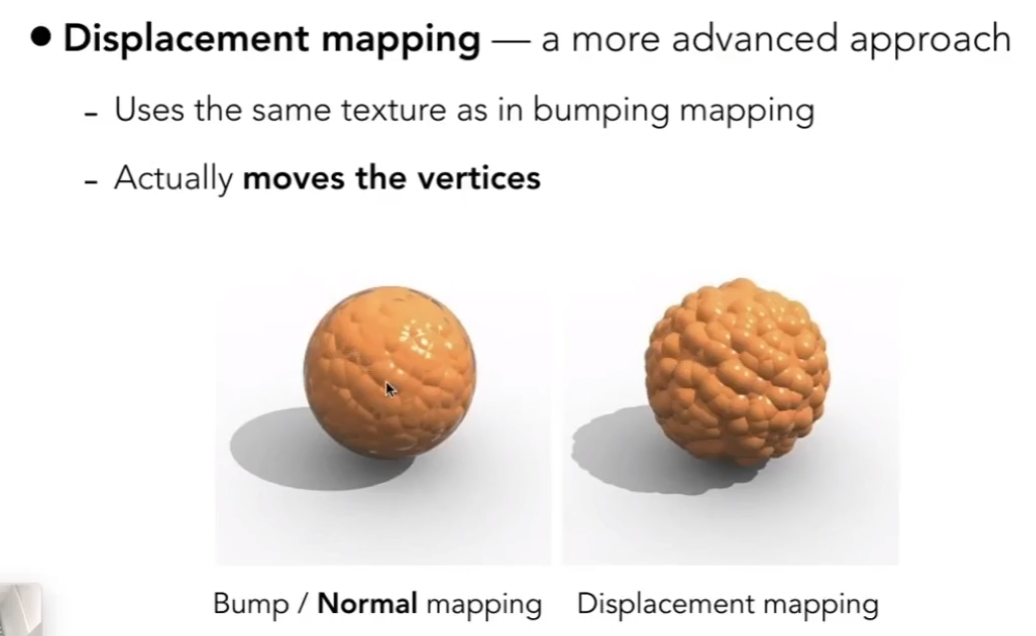 ● Displacement mapping — a more advanced approach
- Uses the same texture as in bumping mapping
- Actually moves the vertices
Bump / Normal mapping
Displacement mapping